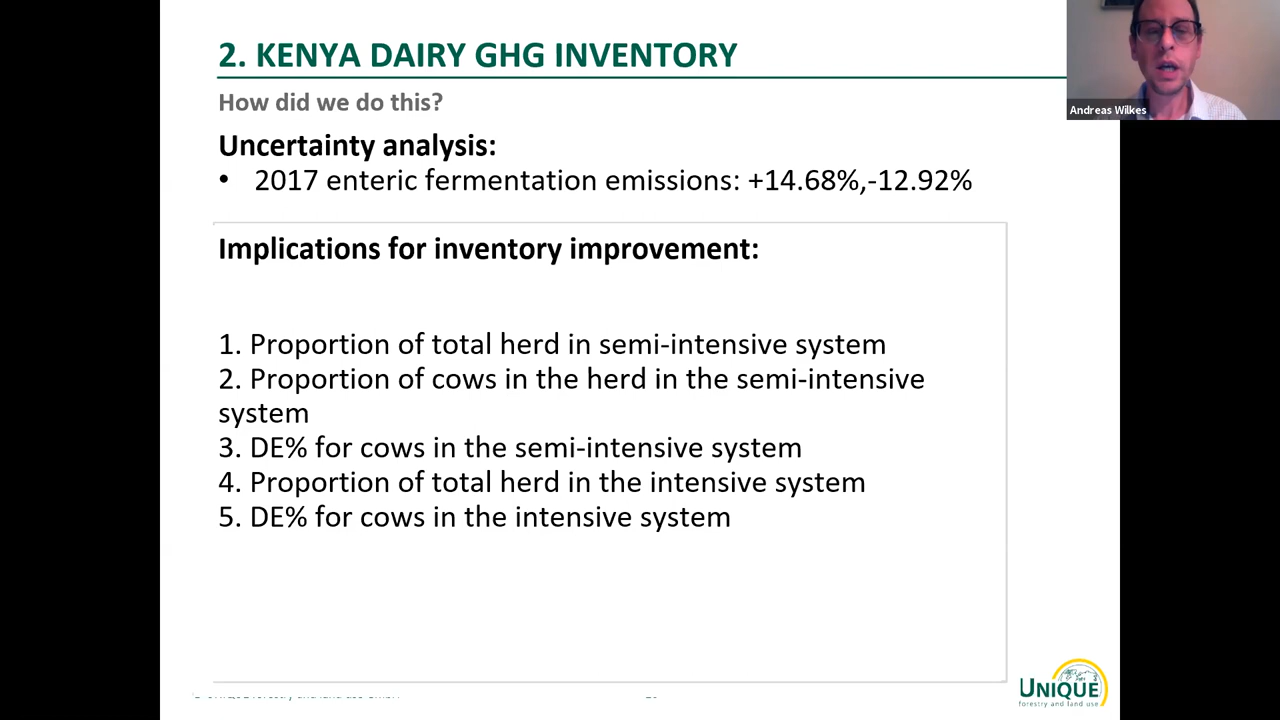 2. KENYA DAIRY GHG INVENTORY
Andreas Wilkes
How did we do this?
Uncertainty analysis:
• 2017 enteric fermentation emissions: +14.68%,-12.92%
Implications for inventory improvement:
1. Proportion of total herd in semi-intensive system
2. Proportion of cows in the herd in the semi-intensive
system
3. DE% for cows in the semi-intensive system
4. Proportion of total herd in the intensive system
5. DE% for cows in the intensive system
UNIQUE
forestry and land use